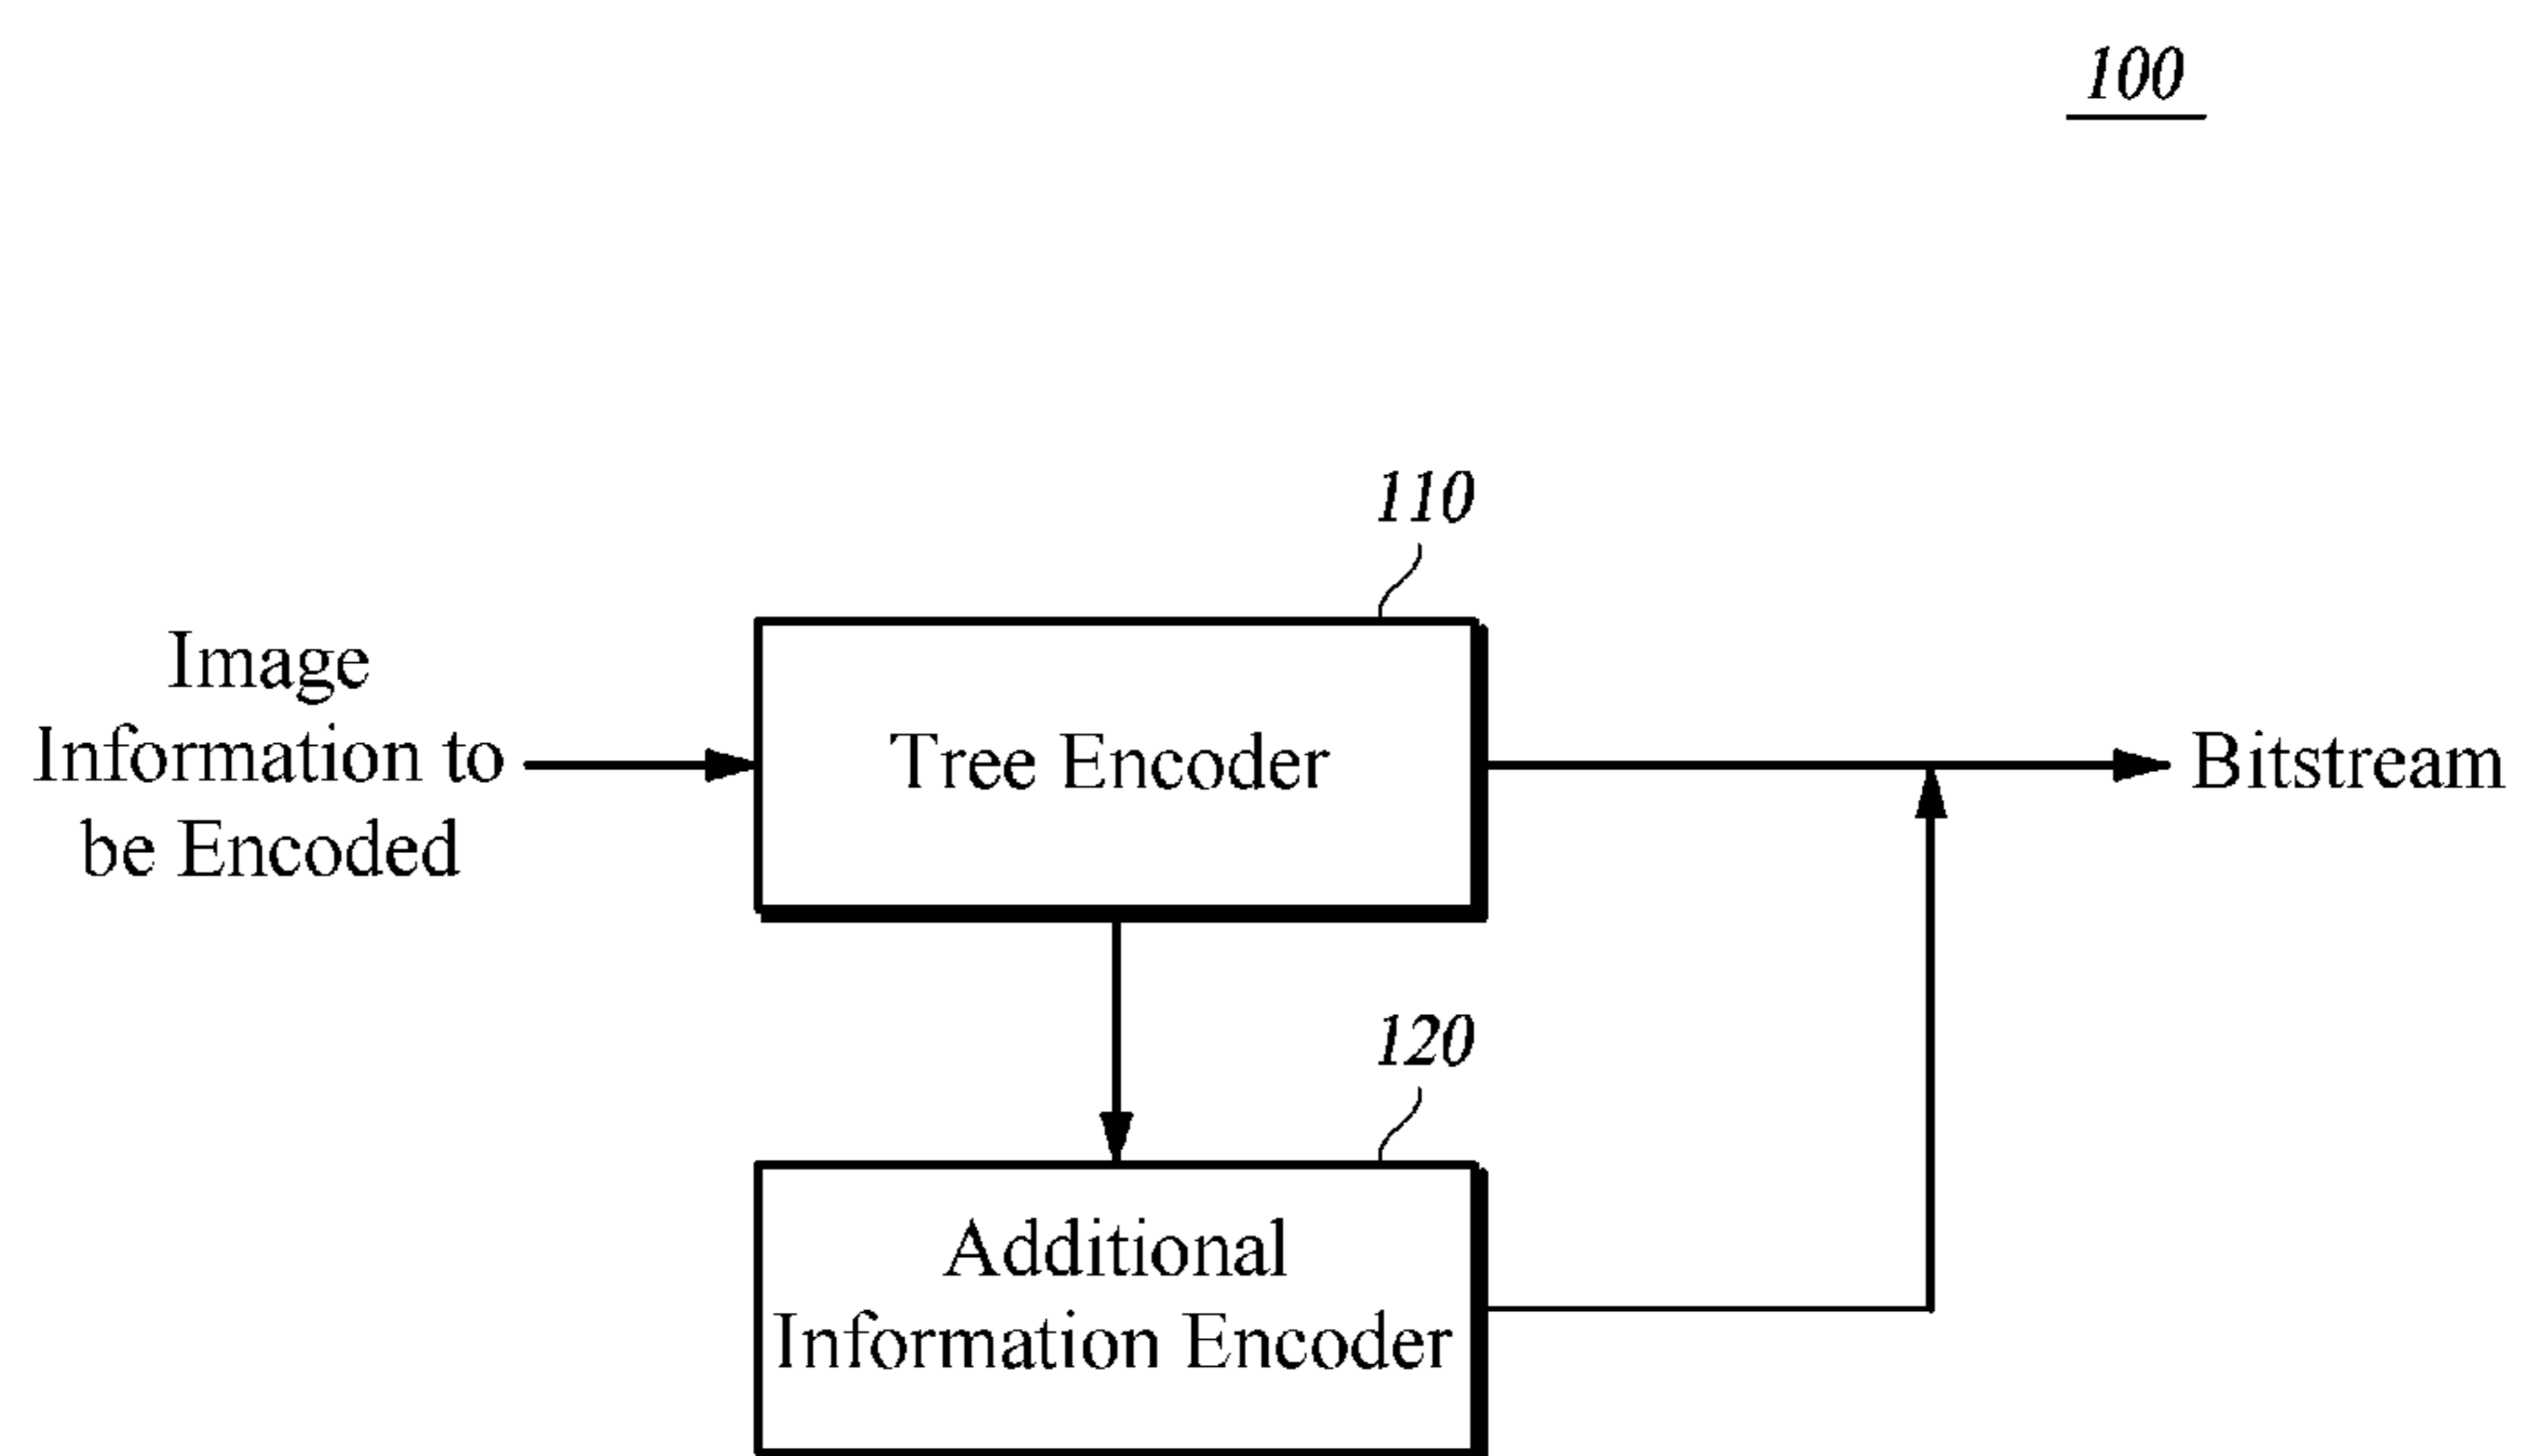 100
110
Image
Information to
be Encoded
Tree Encoder
Bitstream
120
Additional
Information Encoder